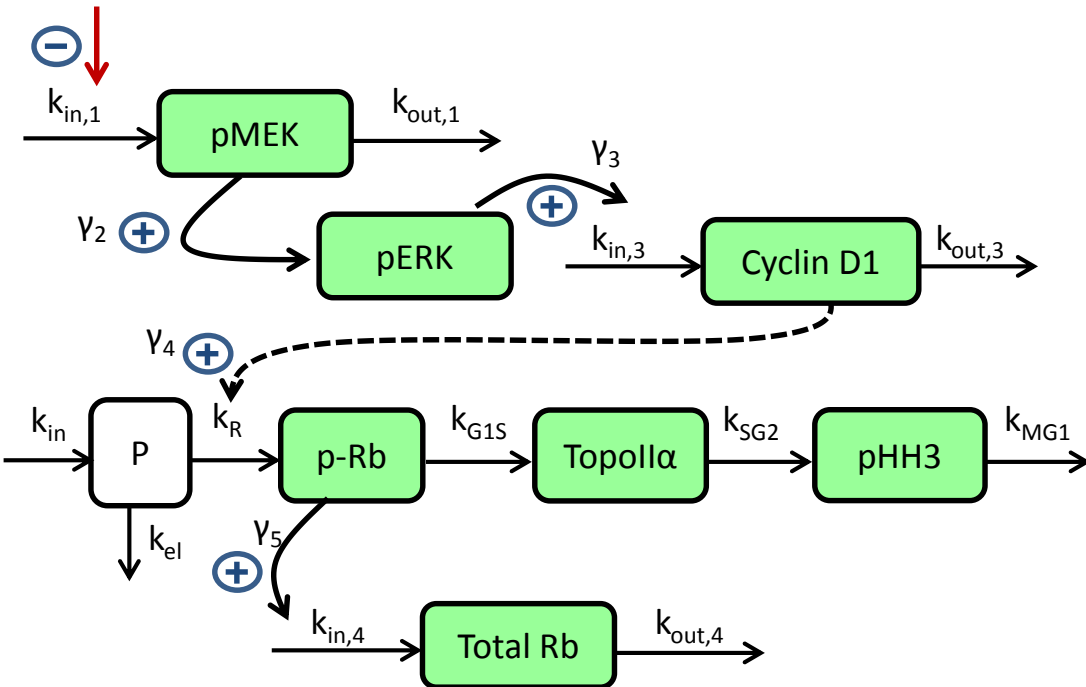 −
k_in,1
pMEK
k_out,1
γ_2
+
pERK
γ_3
+
k_in,3
Cyclin D1
k_out,3
γ_4
+
k_in
P
k_R
p-Rb
k_G1S
TopoIIα
k_SG2
pHH3
k_MG1
k_el
γ_5
+
k_in,4
Total Rb
k_out,4